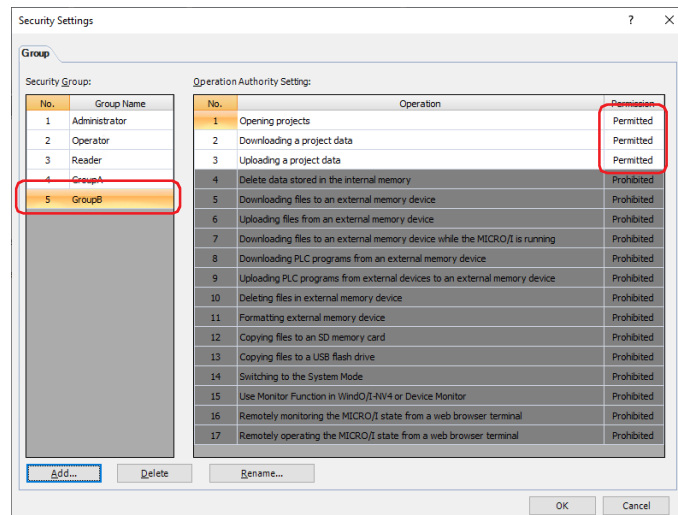 Security Settings ? X
Group
Security Group: Operation Authority Setting:
No. Group Name No. Operation Permission
1 Administrator 1 Opening projects Permitted
2 Operator 2 Downloading a project data Permitted
3 Reader 3 Uploading a project data Permitted
4 GroupA 4 Delete data stored in the internal memory Prohibited
5 GroupB 5 Downloading files to an external memory device Prohibited
6 Uploading files from an external memory device Prohibited
7 Downloading files to an external memory device while the MICRO/I is running Prohibited
8 Downloading PLC programs from an external memory device Prohibited
9 Uploading PLC programs from external devices to an external memory device Prohibited
10 Deleting files in external memory device Prohibited
11 Formatting external memory device Prohibited
12 Copying files to an SD memory card Prohibited
13 Copying files to a USB flash drive Prohibited
14 Switching to the System Mode Prohibited
15 Use Monitor Function in WindO/I-NV4 or Device Monitor Prohibited
16 Remotely monitoring the MICRO/I state from a web browser terminal Prohibited
17 Remotely operating the MICRO/I state from a web browser terminal Prohibited
Add... Delete Rename...
OK Cancel